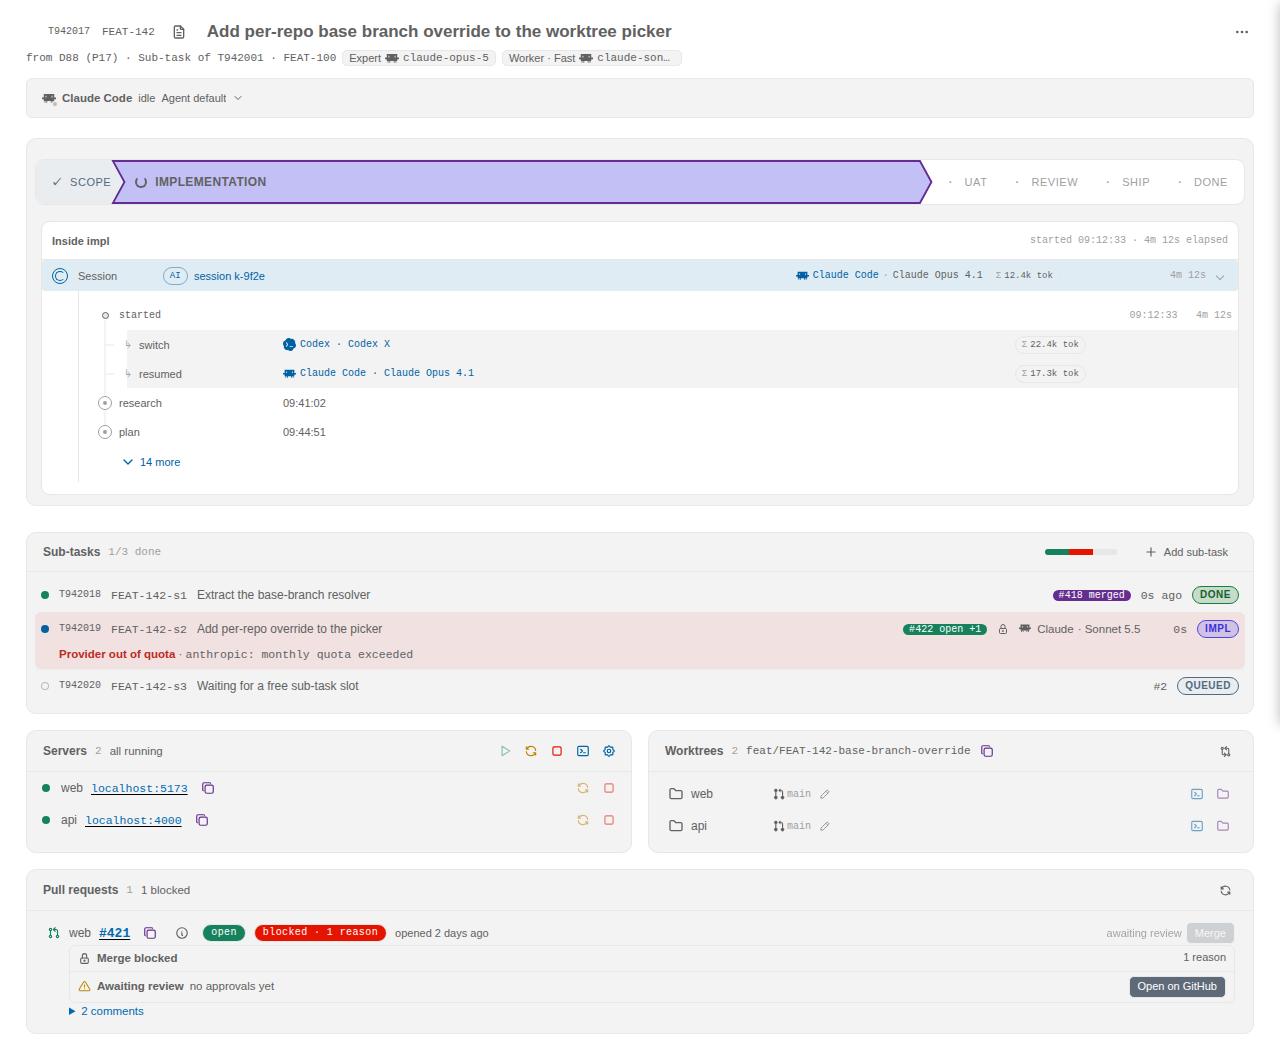 T942017 FEAT-142 Add per-repo base branch override to the worktree picker
from D88 (P17) · Sub-task of T942001 · FEAT-100 Expert claude-opus-5 Worker · Fast claude-son…
Claude Code idle Agent default
SCOPE IMPLEMENTATION · UAT · REVIEW · SHIP · DONE
Inside impl started 09:12:33 · 4m 12s elapsed
Session AI session k-9f2e Claude Code · Claude Opus 4.1 Σ 12.4k tok 4m 12s
started 09:12:33 4m 12s
↳ switch Codex · Codex X Σ 22.4k tok
↳ resumed Claude Code · Claude Opus 4.1 Σ 17.3k tok
research 09:41:02
plan 09:44:51
14 more
Sub-tasks 1/3 done Add sub-task
T942018 FEAT-142-s1 Extract the base-branch resolver #418 merged 0s ago DONE
T942019 FEAT-142-s2 Add per-repo override to the picker #422 open +1 Claude · Sonnet 5.5 0s IMPL
Provider out of quota · anthropic: monthly quota exceeded
T942020 FEAT-142-s3 Waiting for a free sub-task slot #2 QUEUED
Servers 2 all running
web localhost:5173
api localhost:4000
Worktrees 2 feat/FEAT-142-base-branch-override
web main
api main
Pull requests 1 1 blocked
web #421 open blocked · 1 reason opened 2 days ago awaiting review Merge
Merge blocked 1 reason
Awaiting review no approvals yet Open on GitHub
2 comments